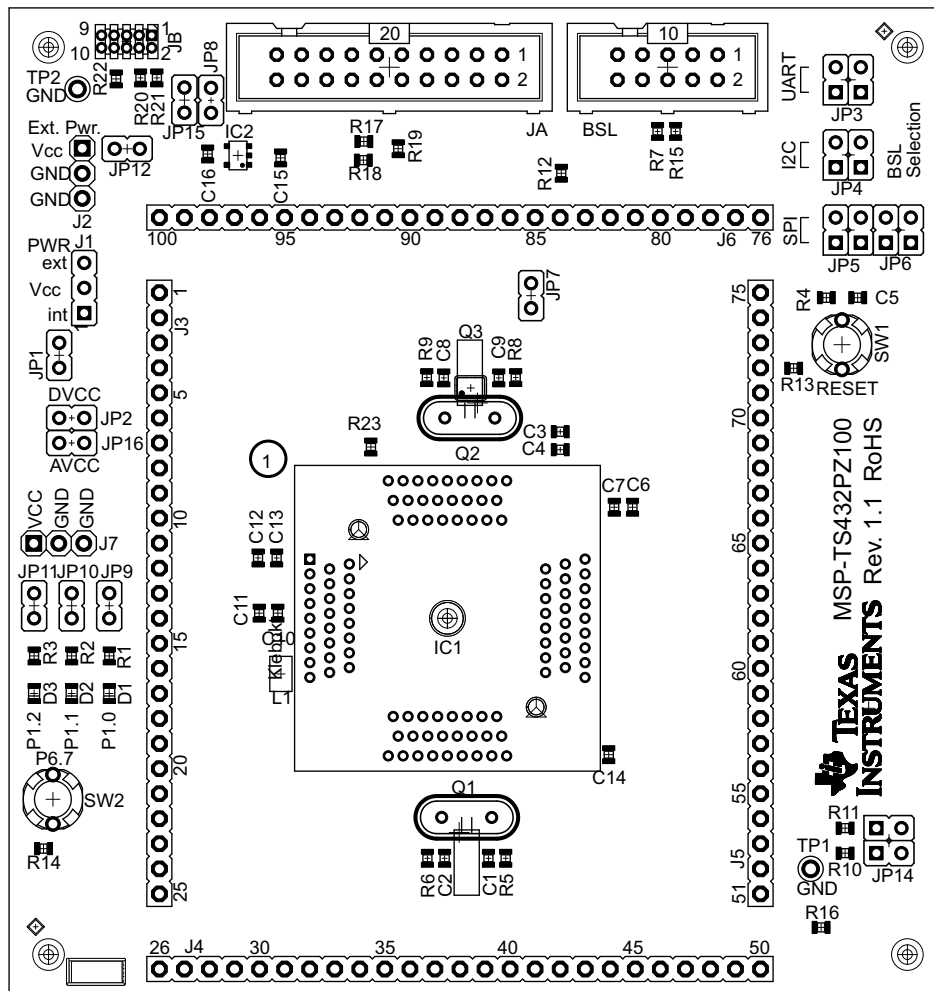 9 1
10 2
JB
JP8
20
1
2
10
1
2
UART
JP3
TP2
GND
R22
R20
R21
JP15
IC2
R17
R18
R19
JA
BSL
R7
R15
R12
I2C
JP4
BSL
Selection
Ext. Pwr.
Vcc
GND
GND
J2
JP12
C16
C15
100 95 90 85 80 J6 76
SPI
JP5 JP6
PWR J1
ext
Vcc
int
JP1
1
J3
5
10
15
20
25
JP7
75
70
65
60
55
J5
51
R4
C5
SW1
R13
RESET
DVCC
JP2
JP16
AVCC
Q3
R9
C8
C9
R8
Q2
R23
C3
C4
1
C7
C6
VCC
GND
GND
J7
C12
C13
JP11 JP10 JP9
C11
C10
Klebuk
L1
IC1
R3
R2
R1
D3
D2
D1
P1.2
P1.1
P1.0
P6.7
SW2
R14
C14
Q1
R6
C2
C1
R5
MSP-TS432PZ100
Rev. 1.1 RoHS
TEXAS
INSTRUMENTS
R11
R10
JP14
TP1
GND
R16
26 J4 30 35 40 45 50